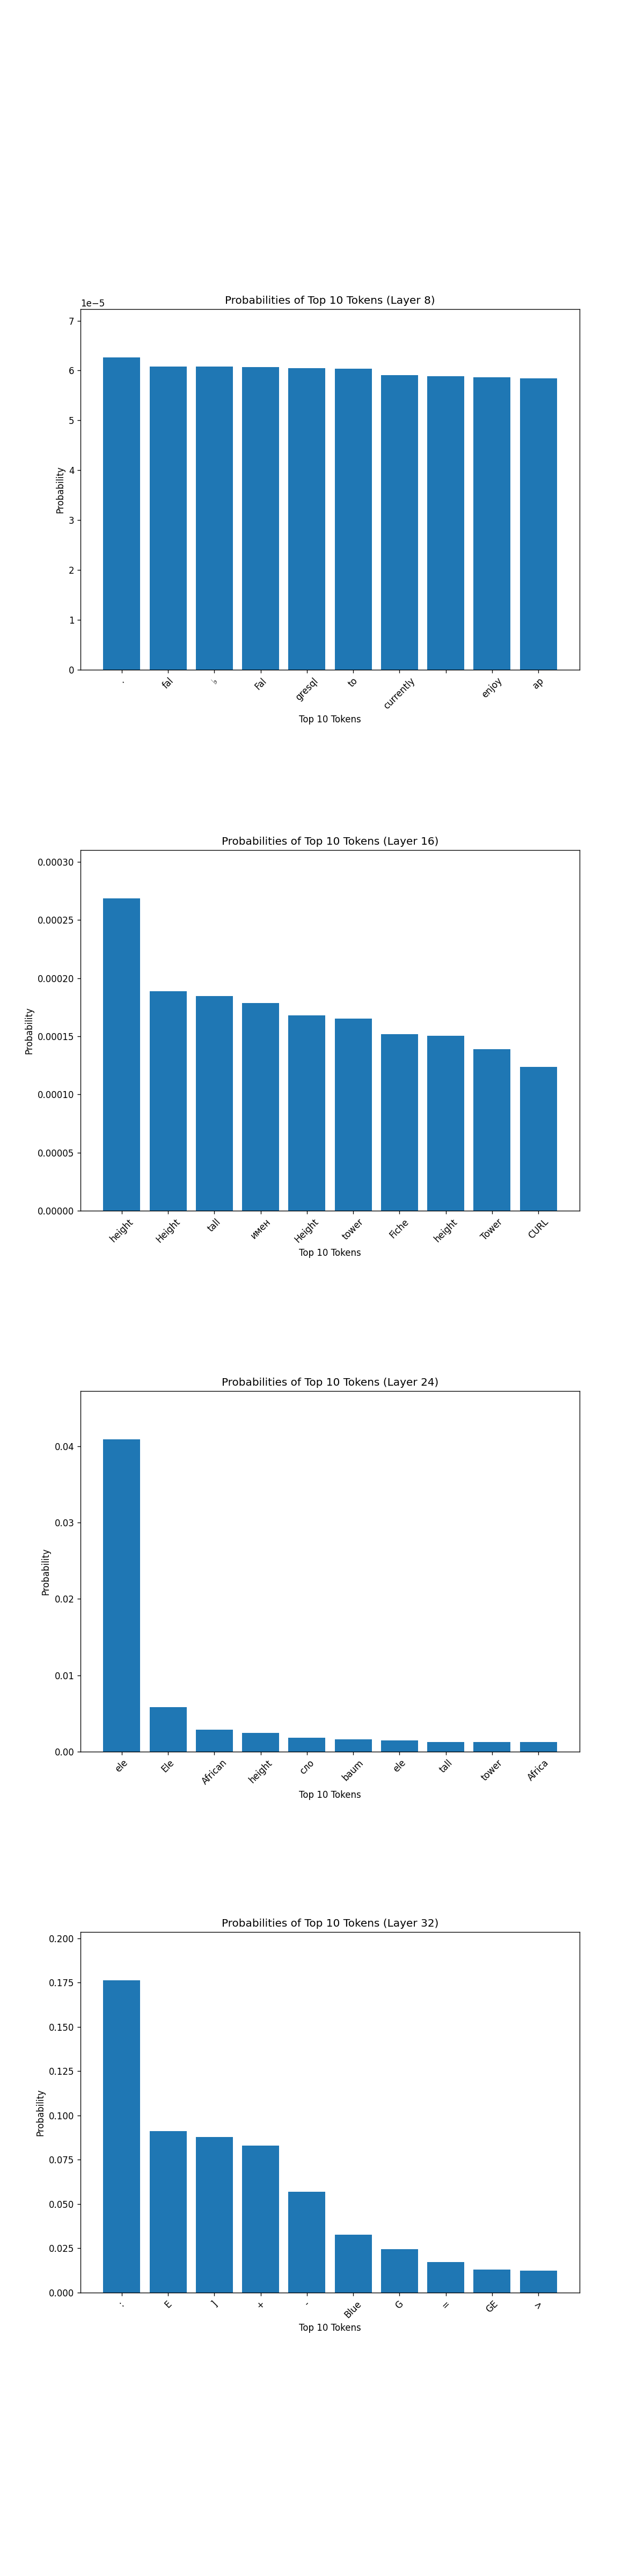 Probabilities of Top 10 Tokens (Layer 8)
1e−5
7
6
5
4
3
2
1
0
Probability
. fal Fal gresql to currently enjoy ap
Top 10 Tokens
Probabilities of Top 10 Tokens (Layer 16)
0.00030
0.00025
0.00020
0.00015
0.00010
0.00005
0.00000
Probability
height Height tall имен Height tower Fiche height Tower CURL
Top 10 Tokens
Probabilities of Top 10 Tokens (Layer 24)
0.04
0.03
0.02
0.01
0.00
Probability
ele Ele African height сло baum ele tall tower Africa
Top 10 Tokens
Probabilities of Top 10 Tokens (Layer 32)
0.200
0.175
0.150
0.125
0.100
0.075
0.050
0.025
0.000
Probability
: E ] + - Blue G = GE >
Top 10 Tokens